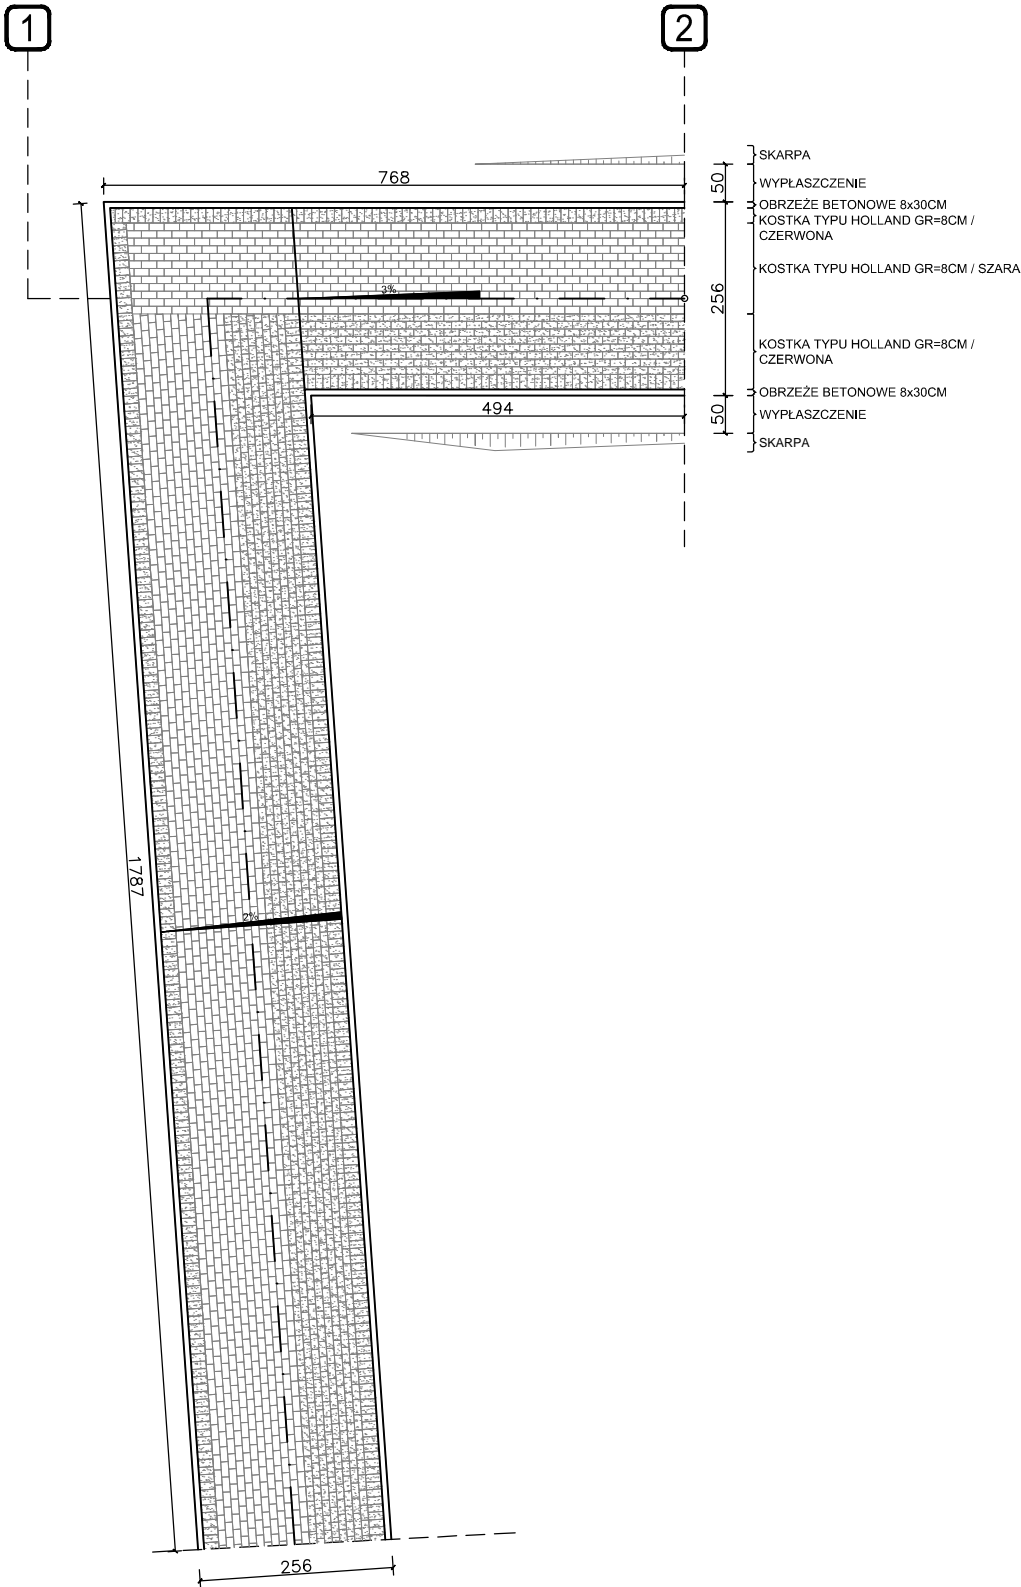 1
2
SKARPA
50
WYPŁASZCZENIE
768
OBRZEŻE BETONOWE 8x30CM
KOSTKA TYPU HOLLAND GR=8CM /
CZERWONA
KOSTKA TYPU HOLLAND GR=8CM / SZARA
3%
256
KOSTKA TYPU HOLLAND GR=8CM /
CZERWONA
OBRZEŻE BETONOWE 8x30CM
494
50
WYPŁASZCZENIE
SKARPA
1787
2%
256